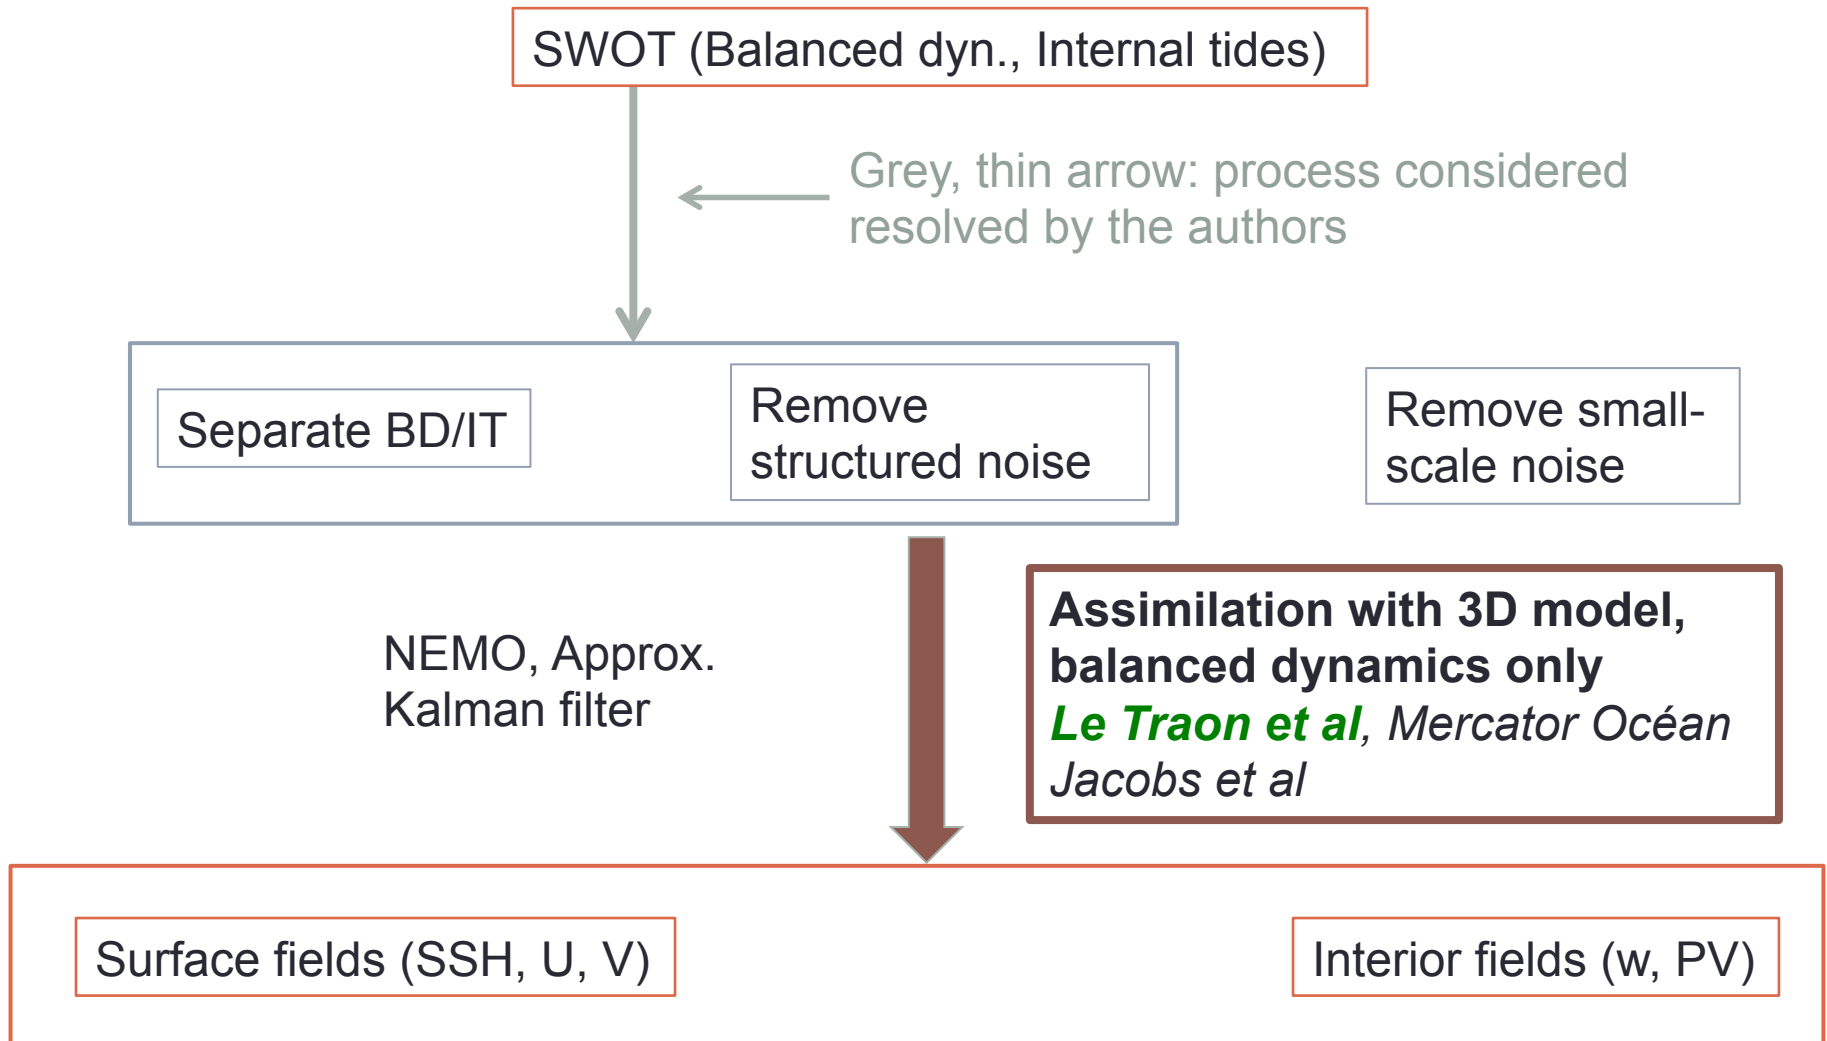 SWOT (Balanced dyn., Internal tides)
Grey, thin arrow: process considered
resolved by the authors
Separate BD/IT
Remove
structured noise
Remove small-
scale noise
NEMO, Approx.
Kalman filter
Assimilation with 3D model,
balanced dynamics only
Le Traon et al, Mercator Océan
Jacobs et al
Surface fields (SSH, U, V)
Interior fields (w, PV)